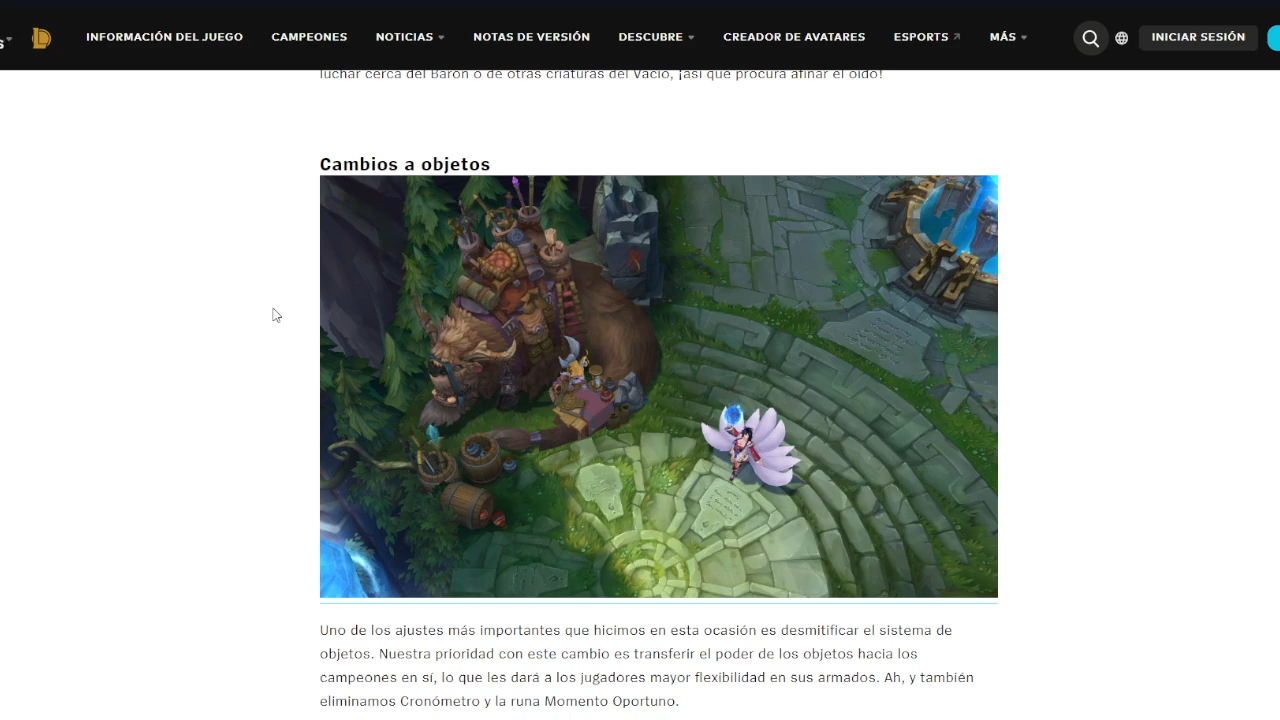 INFORMACIÓN DEL JUEGO CAMPEONES NOTICIAS NOTAS DE VERSIÓN DESCUBRE CREADOR DE AVATARES ESPORTS MÁS INICIAR SESIÓN
luchar cerca del Barón o de otras criaturas del Vacío, ¡así que procura afinar el oído!
Cambios a objetos
Uno de los ajustes más importantes que hicimos en esta ocasión es desmitificar el sistema de
objetos. Nuestra prioridad con este cambio es transferir el poder de los objetos hacia los
campeones en sí, lo que les dará a los jugadores mayor flexibilidad en sus armados. Ah, y también
eliminamos Cronómetro y la runa Momento Oportuno.